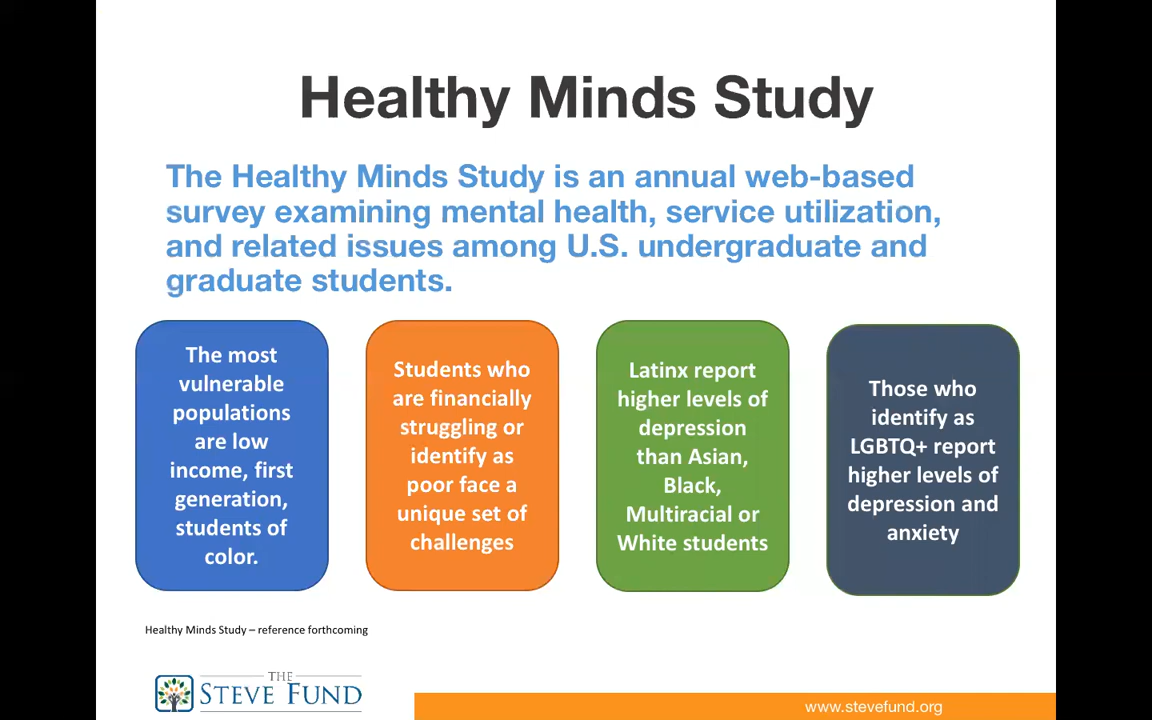 Healthy Minds Study
The Healthy Minds Study is an annual web-based
survey examining mental health, service utilization,
and related issues among U.S. undergraduate and
graduate students.
The most
vulnerable
populations
are low
income, first
generation,
students of
color.
Students who
are financially
struggling or
identify as
poor face a
unique set of
challenges
Latinx report
higher levels of
depression
than Asian,
Black,
Multiracial or
White students
Those who
identify as
LGBTQ+ report
higher levels of
depression and
anxiety
Healthy Minds Study – reference forthcoming
THE
STEVE FUND
www.stevefund.org